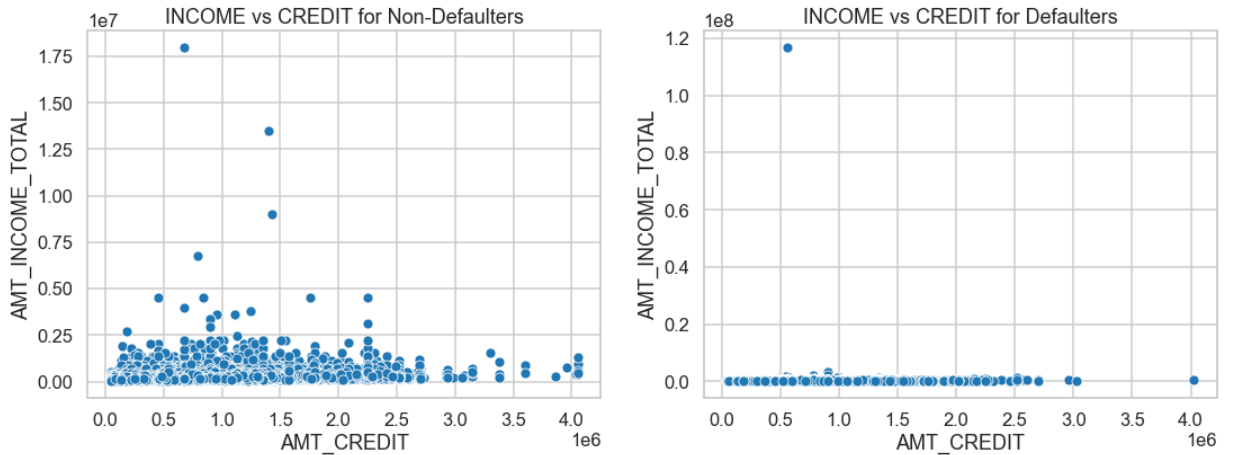 INCOME vs CREDIT for Non-Defaulters
1e7
1.75
1.50
1.25
1.00
0.75
0.50
0.25
0.00
AMT_INCOME_TOTAL
0.0 0.5 1.0 1.5 2.0 2.5 3.0 3.5 4.0
AMT_CREDIT
1e6
INCOME vs CREDIT for Defaulters
1e8
1.2
1.0
0.8
0.6
0.4
0.2
0.0
AMT_INCOME_TOTAL
0.0 0.5 1.0 1.5 2.0 2.5 3.0 3.5 4.0
AMT_CREDIT
1e6